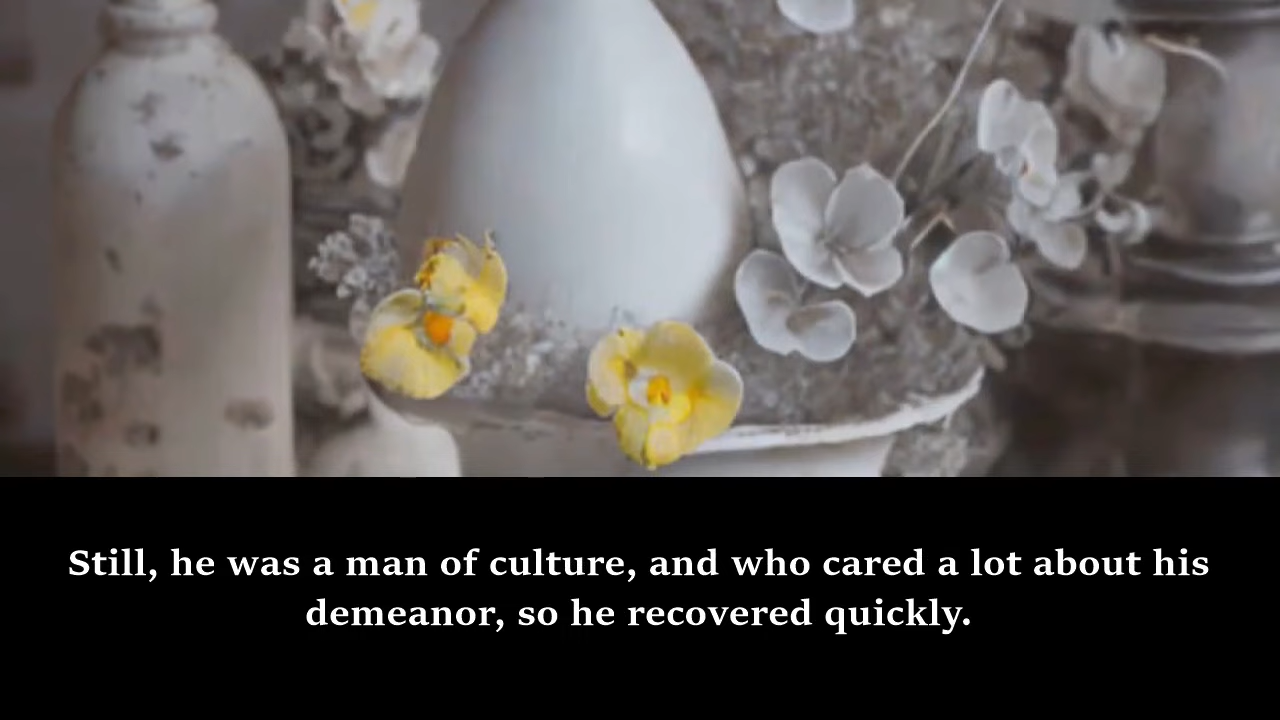 Still, he was a man of culture, and who cared a lot about his
demeanor, so he recovered quickly.